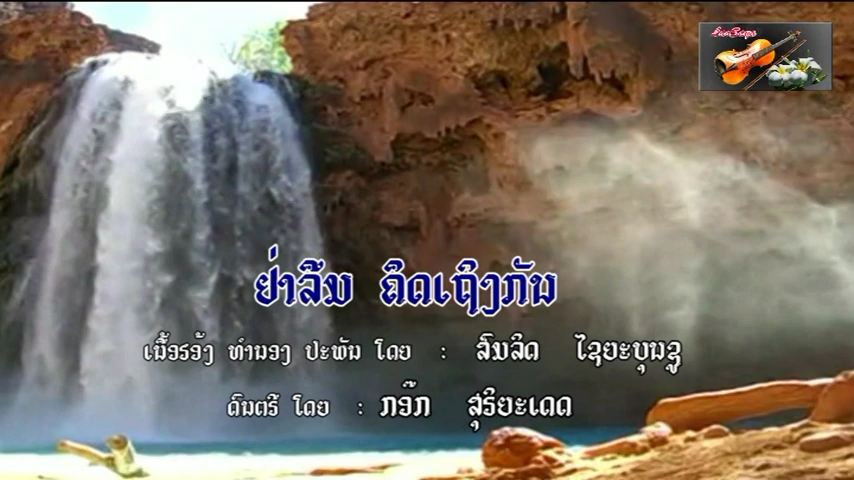 ຢ່າລືມ ຄິດເຖິງກັນ
ເນື້ອຮອ້ງ ທຳນອງ ປະພັນ ໂດຍ : ສົມລິດ ໄຊຍະບຸນຊູ
ດົນຕຣີ ໂດຍ : ກອ໊ກ ສຸຣິຍະເດດ